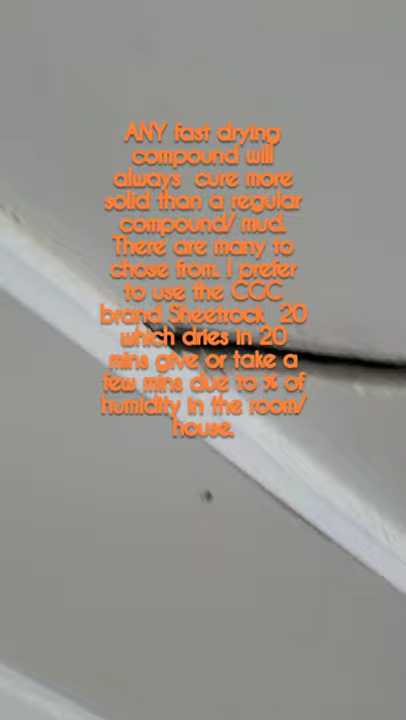 ANY fast drying
compound will
always cure more
solid than a regular
compound/ mud.
There are many to
chose from. I prefer
to use the CGC
brand Sheetrock 20
which dries in 20
mins give or take a
few mins due to % of
humidity in the room/
house.